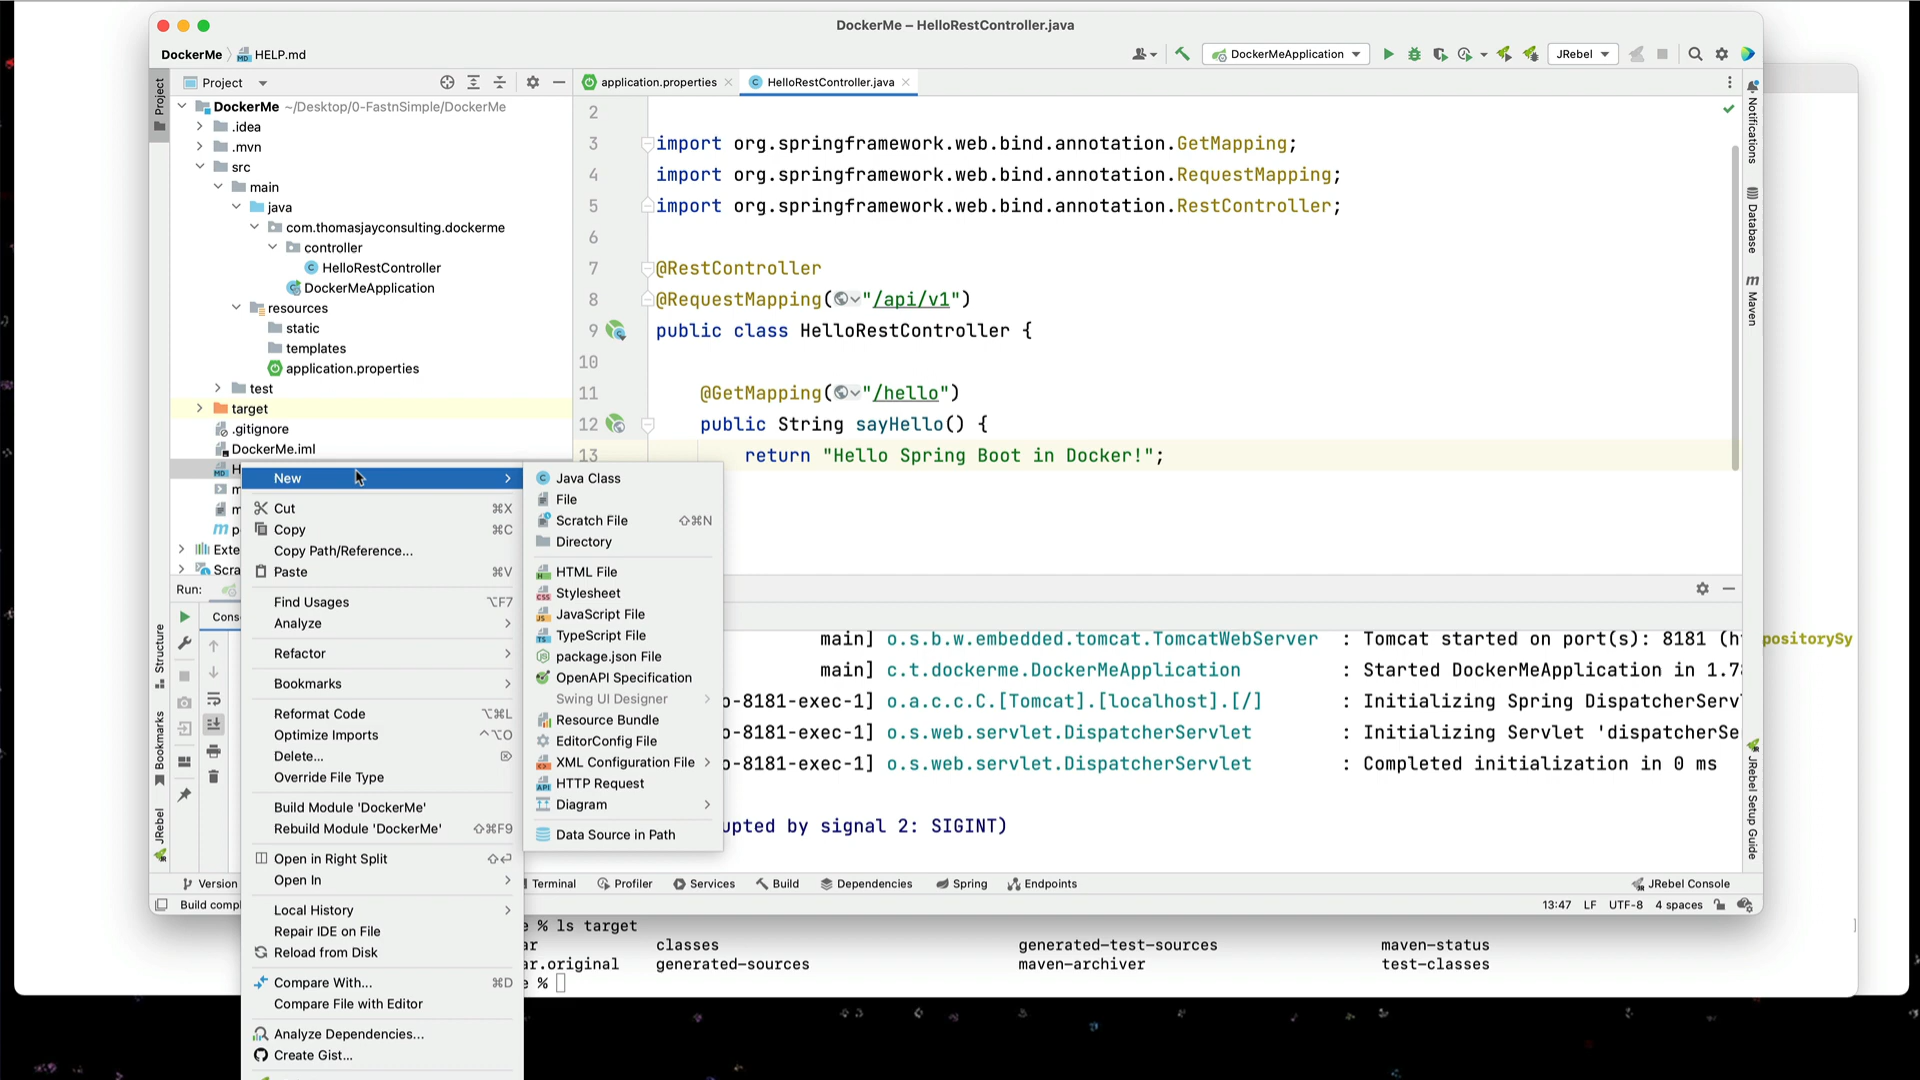 DockerMe – HelloRestController.java
DockerMe
HELP.md
DockerMeApplication
JRebel
Project
Project
application.properties
HelloRestController.java
DockerMe ~/Desktop/0-FastnSimple/DockerMe
.idea
.mvn
src
main
java
com.thomasjayconsulting.dockerme
controller
HelloRestController
DockerMeApplication
resources
static
templates
application.properties
test
target
.gitignore
DockerMe.iml
H
m
m
p
Exte
Scra
2
3 import org.springframework.web.bind.annotation.GetMapping;
4 import org.springframework.web.bind.annotation.RequestMapping;
5 import org.springframework.web.bind.annotation.RestController;
6
7 @RestController
8 @RequestMapping("/api/v1")
9 public class HelloRestController {
10
11 @GetMapping("/hello")
12 public String sayHello() {
13 return "Hello Spring Boot in Docker!";
Notifications
Database
Maven
JRebel Setup Guide
Structure
Bookmarks
JRebel
New
Cut ⌘X
Copy ⌘C
Copy Path/Reference...
Paste ⌘V
Find Usages ⌥F7
Analyze
Refactor
Bookmarks
Reformat Code ⌥⌘L
Optimize Imports ^⌥O
Delete... ⌦
Override File Type
Build Module 'DockerMe'
Rebuild Module 'DockerMe' ⇧⌘F9
Open in Right Split ⇧⏎
Open In
Local History
Repair IDE on File
Reload from Disk
Compare With... ⌘D
Compare File with Editor
Analyze Dependencies...
Create Gist...
Java Class
File
Scratch File ⇧⌘N
Directory
HTML File
Stylesheet
JavaScript File
TypeScript File
package.json File
OpenAPI Specification
Swing UI Designer
Resource Bundle
EditorConfig File
XML Configuration File
HTTP Request
Diagram
Data Source in Path
Run:
Cons
main] o.s.b.w.embedded.tomcat.TomcatWebServer : Tomcat started on port(s): 8181 (ht
positorySy
main] c.t.dockerme.DockerMeApplication : Started DockerMeApplication in 1.78
o-8181-exec-1] o.a.c.c.C.[Tomcat].[localhost].[/] : Initializing Spring DispatcherServ
o-8181-exec-1] o.s.web.servlet.DispatcherServlet : Initializing Servlet 'dispatcherSe
o-8181-exec-1] o.s.web.servlet.DispatcherServlet : Completed initialization in 0 ms
upted by signal 2: SIGINT)
Version
Terminal
Profiler
Services
Build
Dependencies
Spring
Endpoints
JRebel Console
Build compl
13:47 LF UTF-8 4 spaces
e % ls target
ar classes generated-test-sources maven-status
ar.original generated-sources maven-archiver test-classes
e %